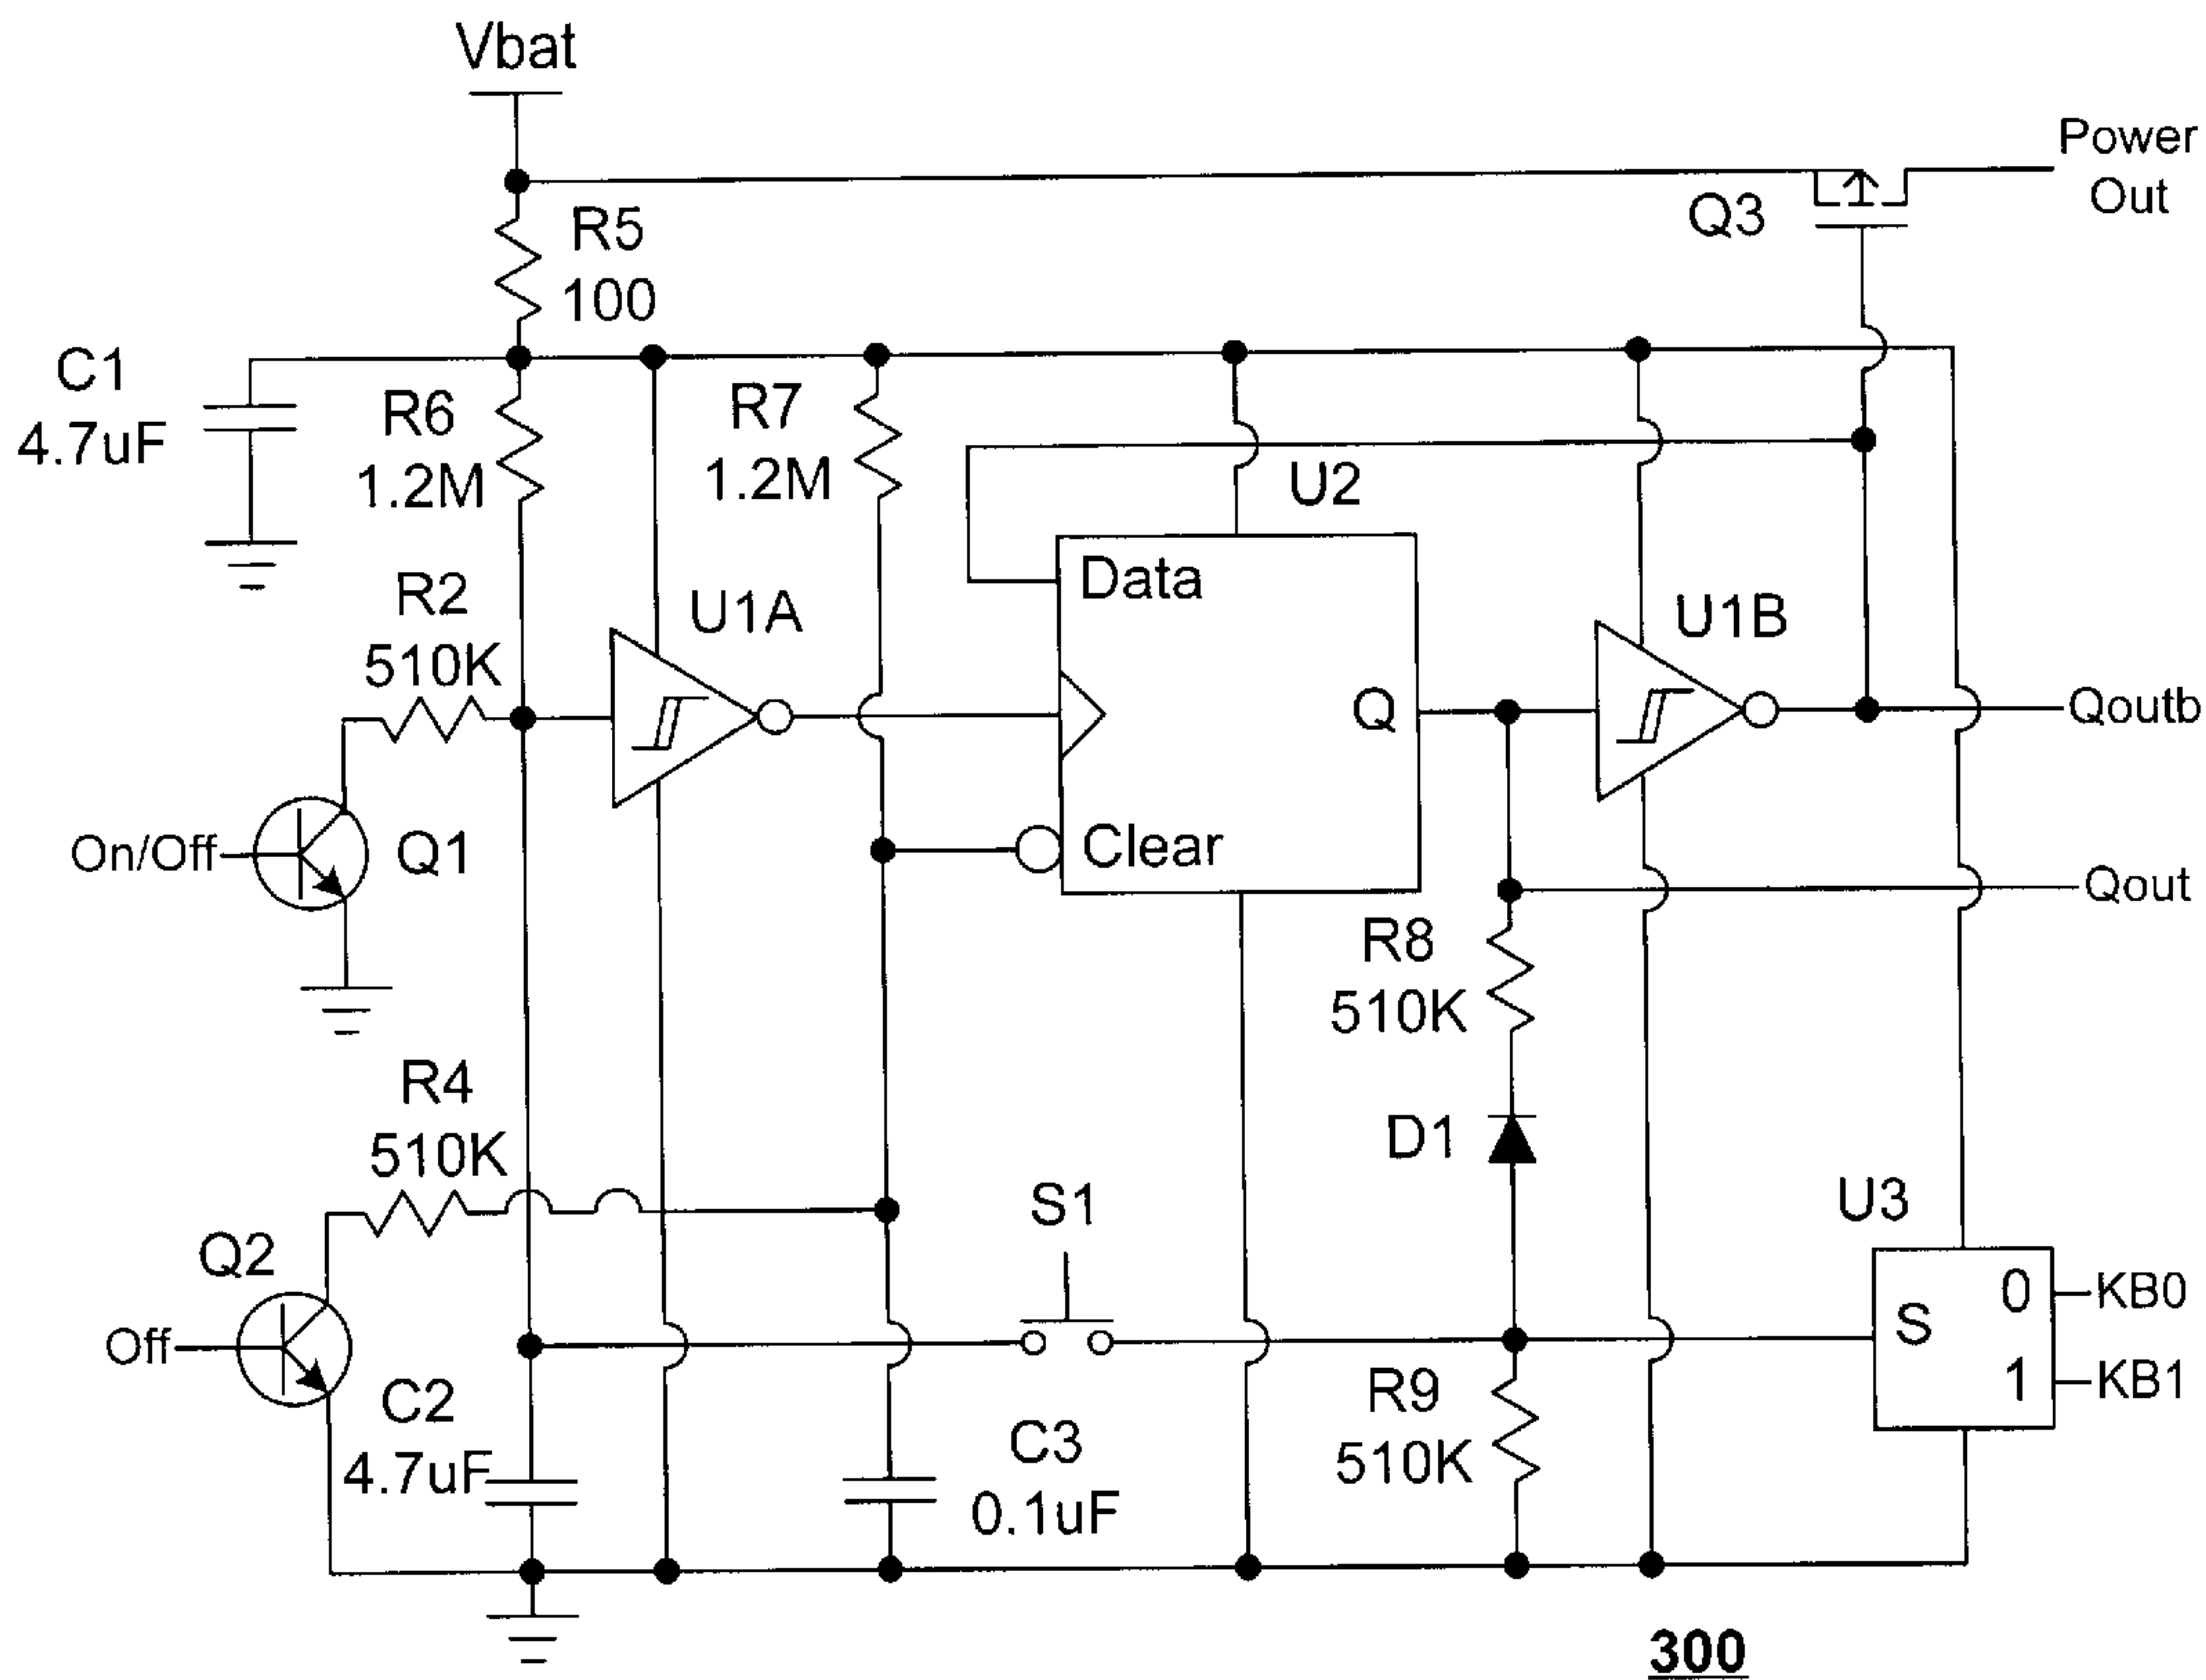 Vbat
Power
Out
Q3
R5
100
C1
4.7uF
R6
1.2M
R7
1.2M
U2
Data
R2
510K
U1A
U1B
Q
Qoutb
On/Off
Q1
Clear
Qout
R8
510K
R4
510K
D1
S1
U3
Q2
0
KB0
S
Off
1
KB1
C2
4.7uF
C3
0.1uF
R9
510K
300